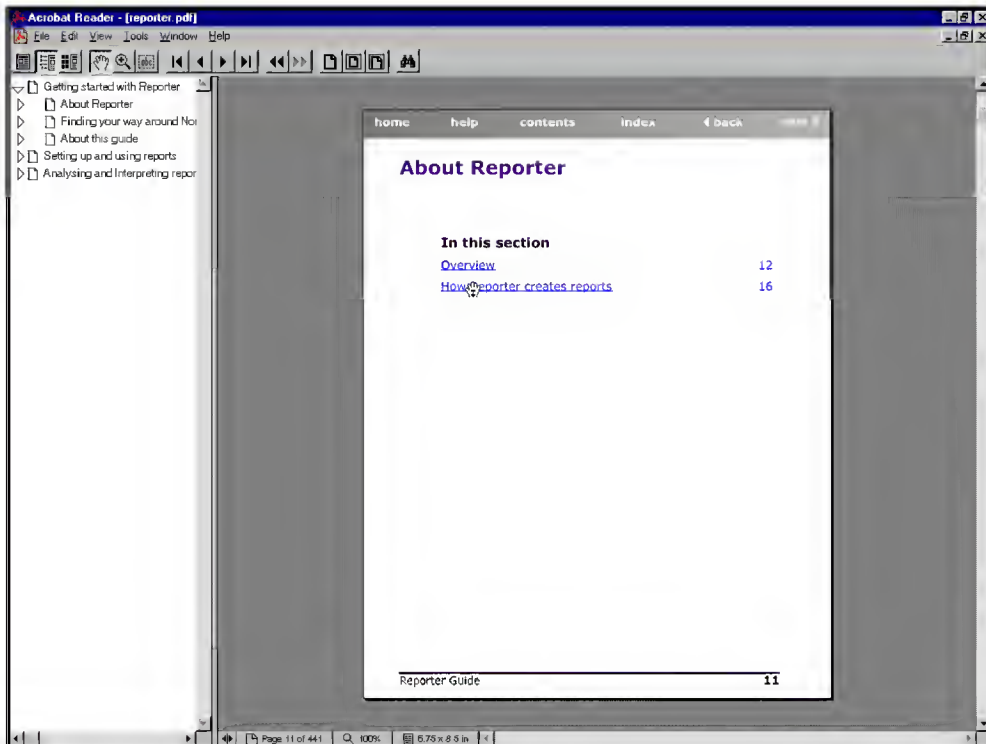 Acrobat Reader - [reporter.pdf]
File Edit View Tools Window Help
Getting started with Reporter
About Reporter
Finding your way around Nor
About this guide
Setting up and using reports
Analysing and Interpreting repor
home help contents index back
About Reporter
In this section
Overview 12
How Reporter creates reports 16
Reporter Guide 11
Page 11 of 441 100% 6.75 x 8.5 in